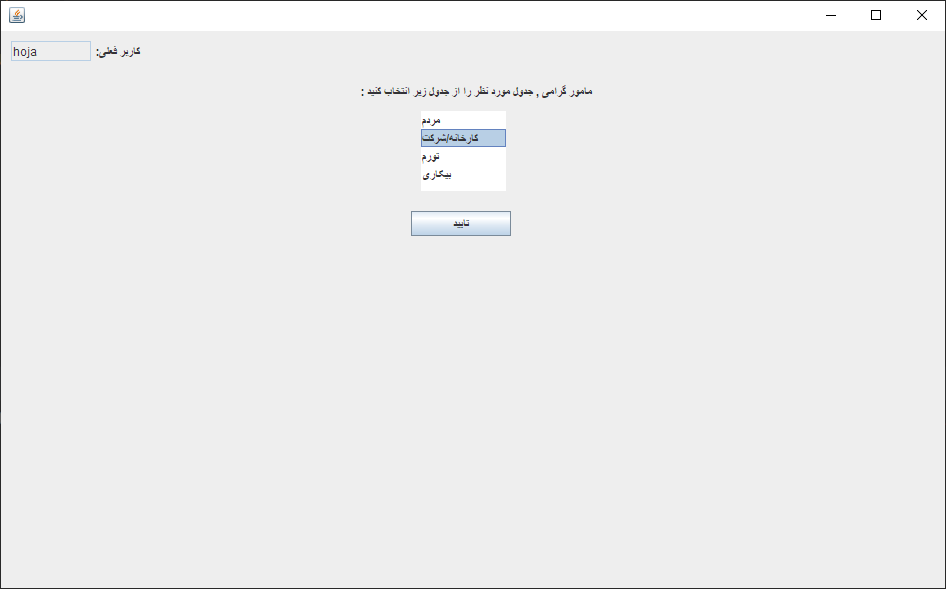 کاربر فعلی: hoja
مامور گرامی , جدول مورد نظر را از جدول زیر انتخاب کنید :
مردم
کارخانه/شرکت
تورم
بیکاری
تایید